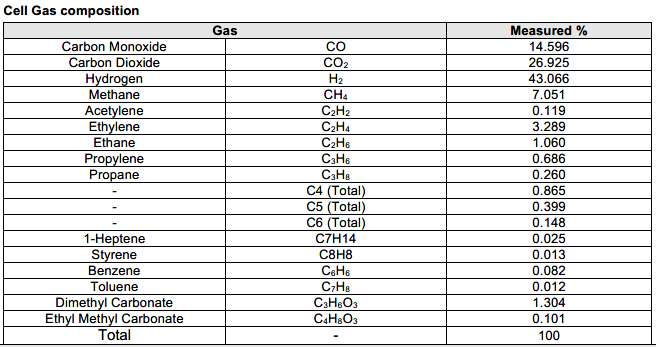 Cell Gas composition
Gas Measured %
Carbon Monoxide CO 14.596
Carbon Dioxide CO₂ 26.925
Hydrogen H₂ 43.066
Methane CH₄ 7.051
Acetylene C₂H₂ 0.119
Ethylene C₂H₄ 3.289
Ethane C₂H₆ 1.060
Propylene C₃H₆ 0.686
Propane C₃H₈ 0.260
- C4 (Total) 0.865
- C5 (Total) 0.399
- C6 (Total) 0.148
1-Heptene C7H14 0.025
Styrene C8H8 0.013
Benzene C₆H₆ 0.082
Toluene C₇H₈ 0.012
Dimethyl Carbonate C₃H₆O₃ 1.304
Ethyl Methyl Carbonate C₄H₈O₃ 0.101
Total - 100